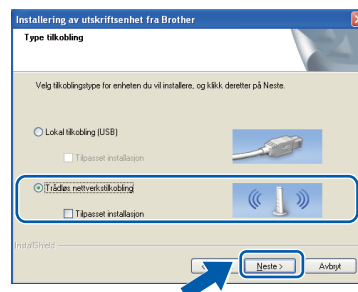 Installering av utskriftsenhet fra Brother
Type tilkobling
Velg tilkoblingstype for enheten du vil installere, og klikk deretter på Neste.
Lokal tilkobling (USB)
Tilpasset installasjon
Trådløs nettverkstilkobling
Tilpasset installasjon
InstallShield
Neste >
Avbryt